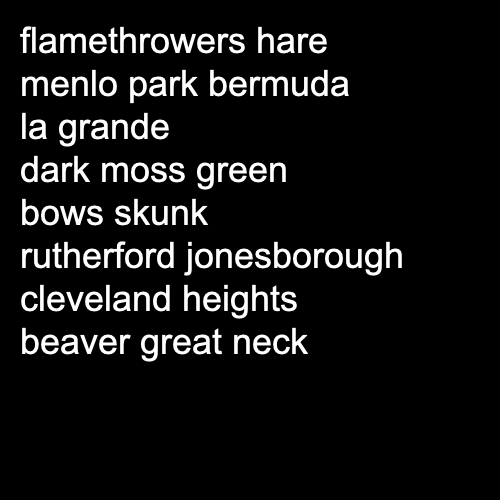 flamethrowers hare
menlo park bermuda
la grande
dark moss green
bows skunk
rutherford jonesborough
cleveland heights
beaver great neck